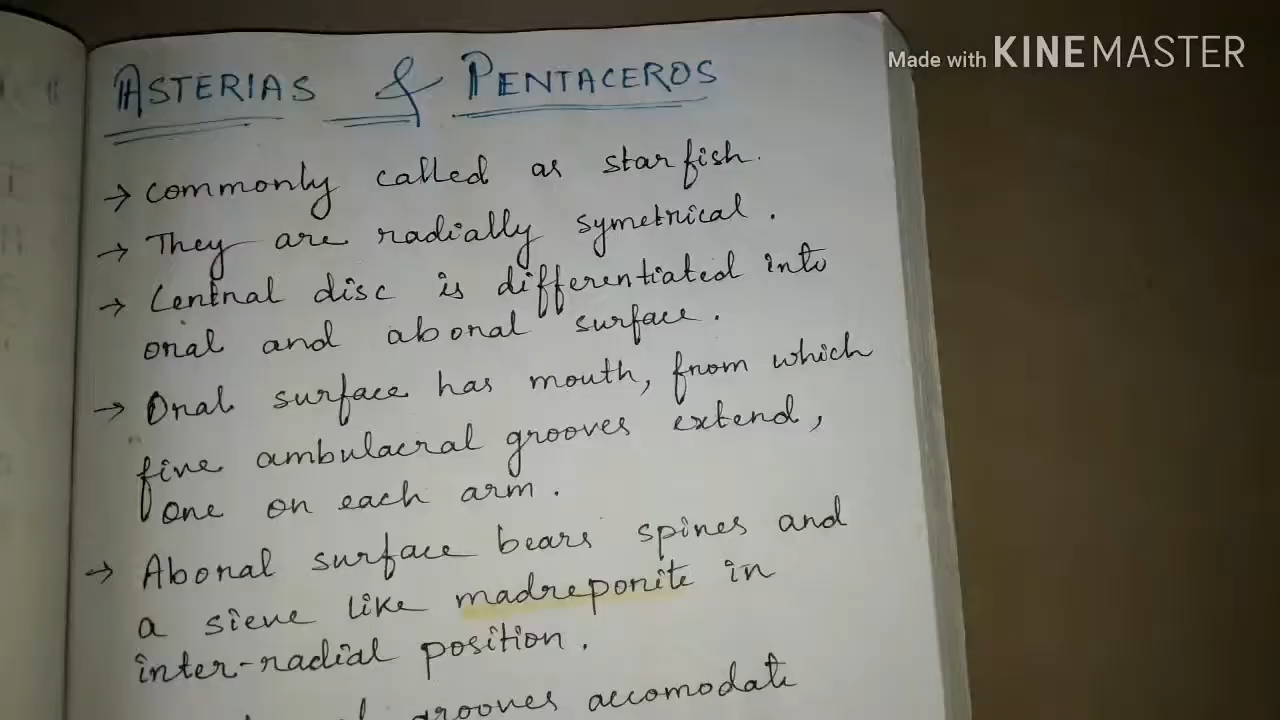 Made with KINEMASTER
ASTERIAS & PENTACEROS
→ commonly called as star fish.
→ They are radially symetrical.
→ Central disc is differentiated into
oral and aboral surface.
→ Oral surface has mouth, from which
five ambulacral grooves extend,
one on each arm.
→ Aboral surface bears spines and
a sieve like madreporite in
inter-radial position.
grooves accomodate